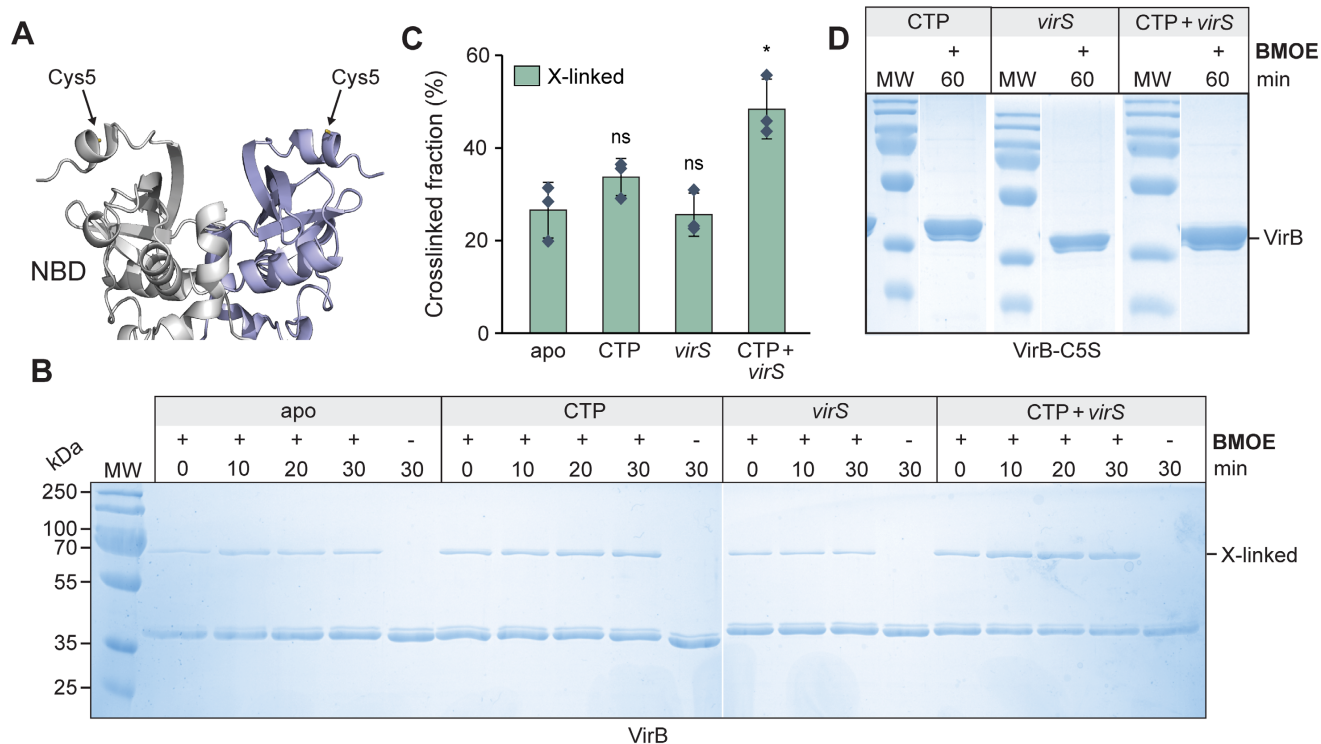 A
Cys5 Cys5
NBD
C
Crosslinked fraction (%)
60
40
20
0
X-linked
ns
ns
*
apo CTP virS CTP +
virS
D
CTP virS CTP + virS
+ + + BMOE
MW 60 MW 60 MW 60 min
VirB
VirB-C5S
B
apo CTP virS CTP + virS
+ + + + - + + + + - + + + - + + + + - BMOE
kDa
MW 0 10 20 30 30 0 10 20 30 30 0 10 30 30 0 10 20 30 30 min
250
100
70
55
35
25
X-linked
VirB